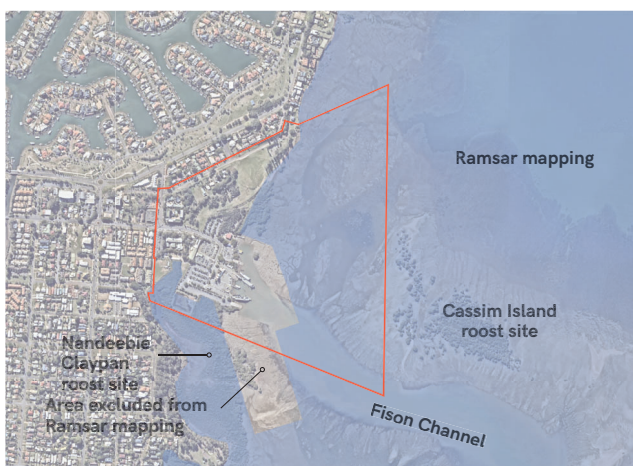 Ramsar mapping
Cassim Island
roost site
Nandeebie
Claypan
roost site
Area excluded from
Ramsar mapping
Fison Channel